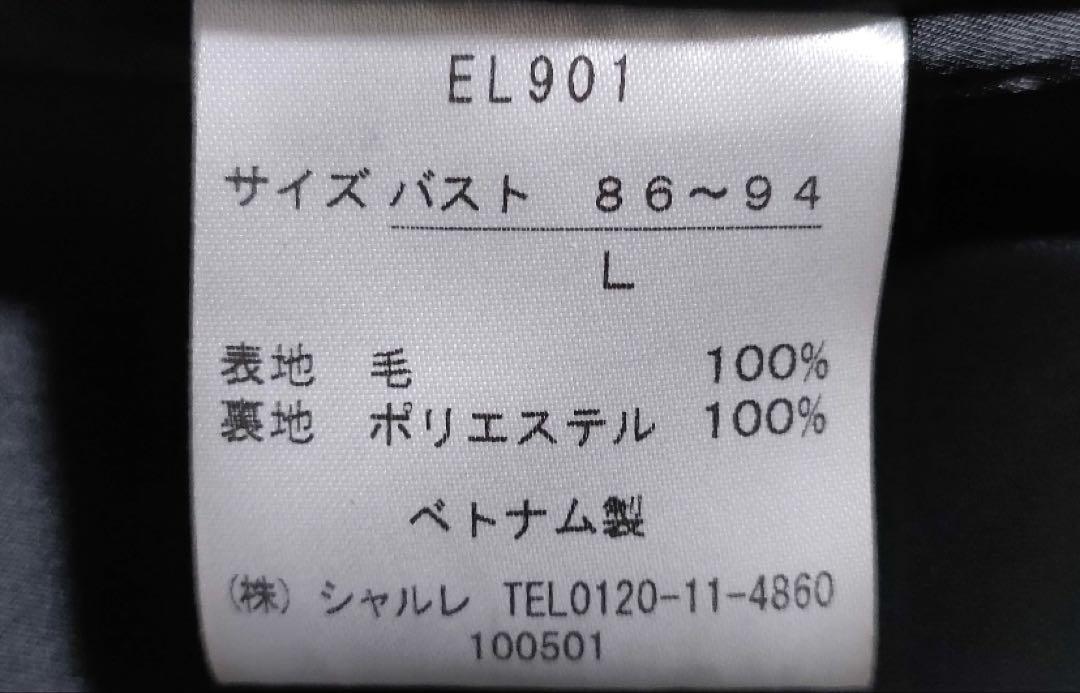 EL901
サイズ バスト ８６～９４
L
表地 毛 100%
裏地 ポリエステル 100%
ベトナム製
(株) シャルレ TEL0120-11-4860
100501